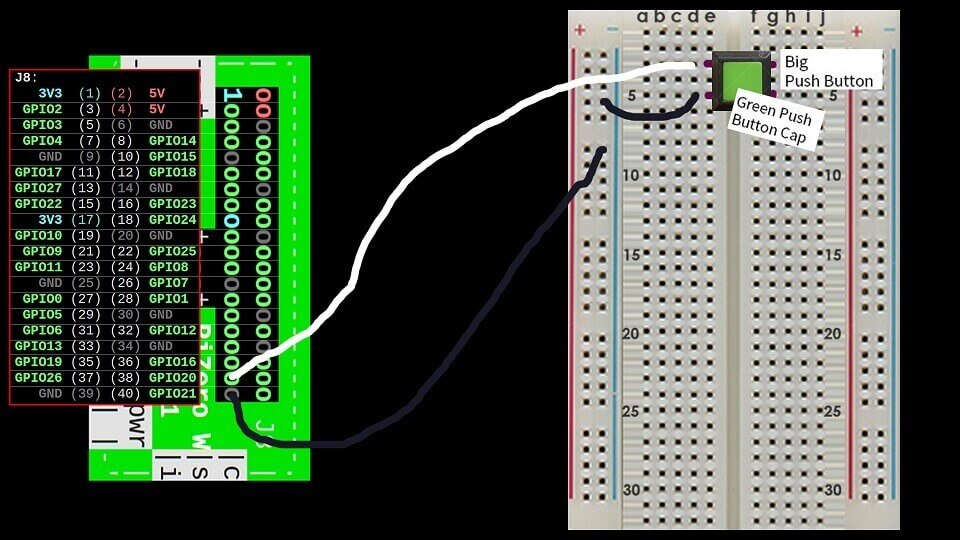 J8:
3V3 (1) (2) 5V
GPIO2 (3) (4) 5V
GPIO3 (5) (6) GND
GPIO4 (7) (8) GPIO14
GND (9) (10) GPIO15
GPIO17 (11) (12) GPIO18
GPIO27 (13) (14) GND
GPIO22 (15) (16) GPIO23
3V3 (17) (18) GPIO24
GPIO10 (19) (20) GND
GPIO9 (21) (22) GPIO25
GPIO11 (23) (24) GPIO8
GND (25) (26) GPIO7
GPIO0 (27) (28) GPIO1
GPIO5 (29) (30) GND
GPIO6 (31) (32) GPIO12
GPIO13 (33) (34) GND
GPIO19 (35) (36) GPIO16
GPIO26 (37) (38) GPIO20
GND (39) (40) GPIO21
1
Pizero W
J8
pwr
1
i
S
C
a b c d e f g h i j
+ − + −
Big
Push Button
Green Push
Button Cap
5 5
10 10
15 15
20 20
25 25
30 30